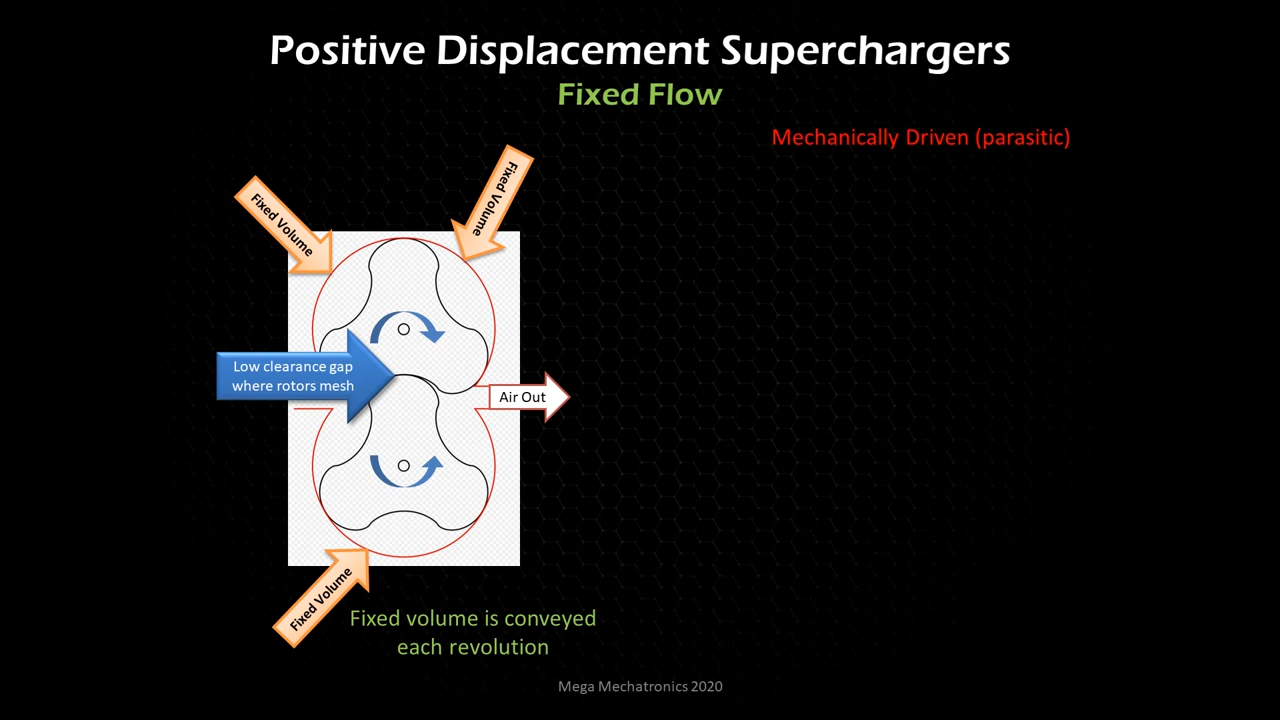 Positive Displacement Superchargers
Fixed Flow
Mechanically Driven (parasitic)
Fixed Volume
Fixed Volume
Low clearance gap
where rotors mesh
Air Out
Fixed Volume
Fixed volume is conveyed
each revolution
Mega Mechatronics 2020